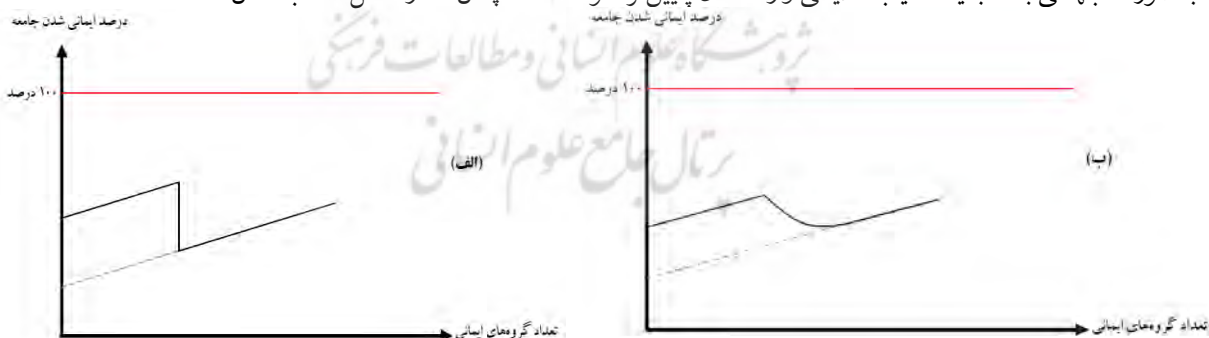 درصد ایمانی شدن جامعه
درصد ایمانی شدن جامعه
پژوهشگاه علوم انسانی و مطالعات فرهنگی
۱۰۰ درصد
۱۰۰ درصد
پرتال جامع علوم انسانی
(ب)
(الف)
تعداد گروه‌های ایمانی
تعداد گروه‌های ایمانی